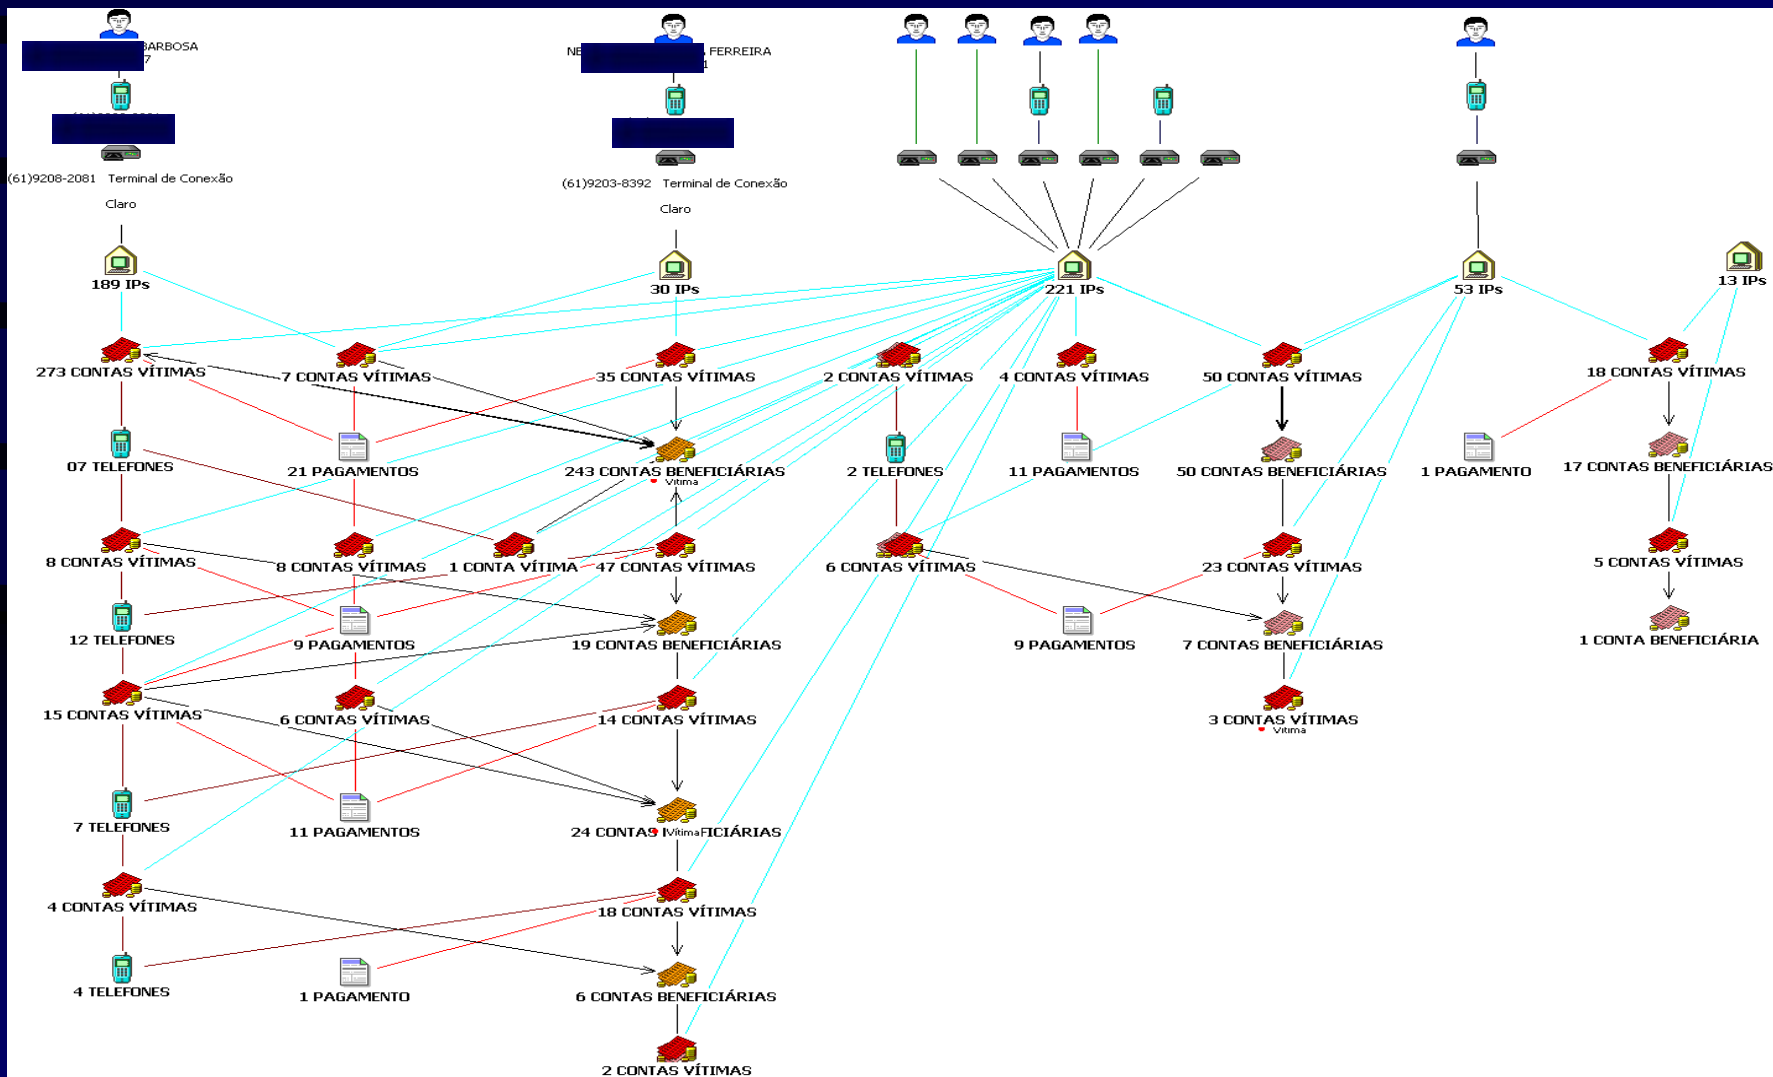 BARBOSA
7
FERREIRA
1
(61)9208-2081 Terminal de Conexão
Claro
(61)9203-8392 Terminal de Conexão
Claro
189 IPs
30 IPs
221 IPs
53 IPs
13 IPs
273 CONTAS VÍTIMAS
7 CONTAS VÍTIMAS
35 CONTAS VÍTIMAS
2 CONTAS VÍTIMAS
4 CONTAS VÍTIMAS
50 CONTAS VÍTIMAS
18 CONTAS VÍTIMAS
07 TELEFONES
21 PAGAMENTOS
243 CONTAS BENEFICIÁRIAS
Vítima
2 TELEFONES
11 PAGAMENTOS
50 CONTAS BENEFICIÁRIAS
1 PAGAMENTO
17 CONTAS BENEFICIÁRIAS
8 CONTAS VÍTIMAS
8 CONTAS VÍTIMAS
1 CONTA VÍTIMA
47 CONTAS VÍTIMAS
6 CONTAS VÍTIMAS
23 CONTAS VÍTIMAS
5 CONTAS VÍTIMAS
12 TELEFONES
9 PAGAMENTOS
19 CONTAS BENEFICIÁRIAS
9 PAGAMENTOS
7 CONTAS BENEFICIÁRIAS
1 CONTA BENEFICIÁRIA
15 CONTAS VÍTIMAS
6 CONTAS VÍTIMAS
14 CONTAS VÍTIMAS
3 CONTAS VÍTIMAS
Vítima
7 TELEFONES
11 PAGAMENTOS
24 CONTAS FICIÁRIAS
Vítima
4 CONTAS VÍTIMAS
18 CONTAS VÍTIMAS
4 TELEFONES
1 PAGAMENTO
6 CONTAS BENEFICIÁRIAS
2 CONTAS VÍTIMAS